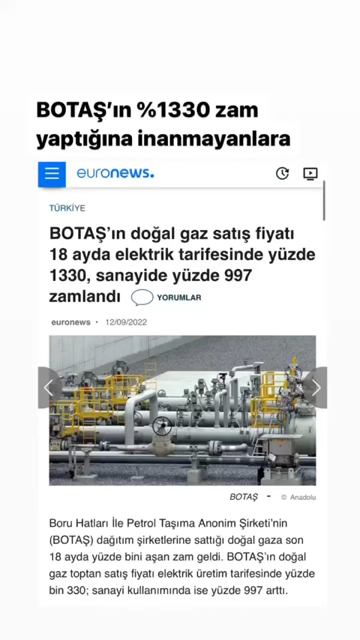 BOTAŞ’ın %1330 zam
yaptığına inanmayanlara
euronews.
TÜRKİYE
BOTAŞ’ın doğal gaz satış fiyatı
18 ayda elektrik tarifesinde yüzde
1330, sanayide yüzde 997
zamlandı YORUMLAR
euronews • 12/09/2022
BOTAŞ - © Anadolu
Boru Hatları İle Petrol Taşıma Anonim Şirketi’nin
(BOTAŞ) dağıtım şirketlerine sattığı doğal gaza son
18 ayda yüzde bini aşan zam geldi. BOTAŞ’ın doğal
gaz toptan satış fiyatı elektrik üretim tarifesinde yüzde
bin 330; sanayi kullanımında ise yüzde 997 arttı.